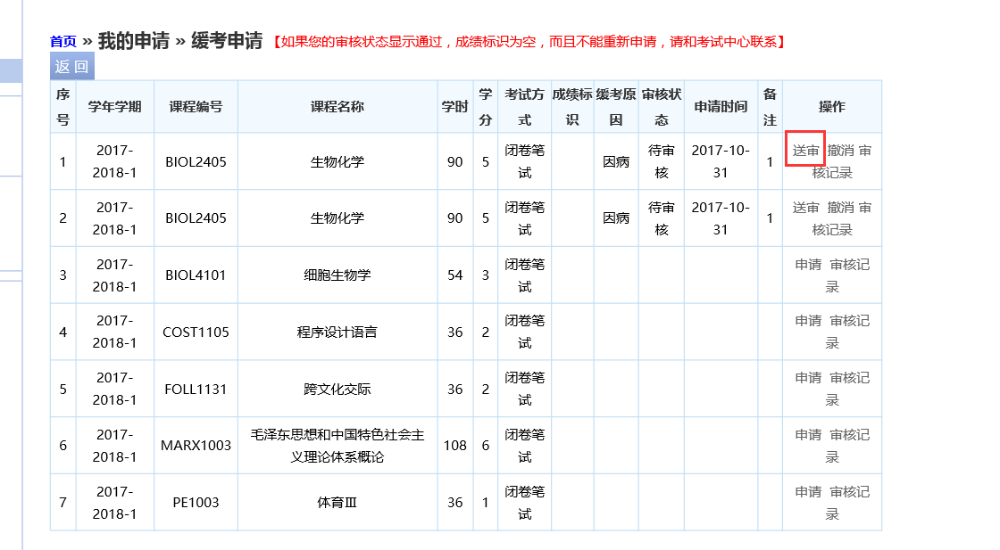 首页 » 我的申请 » 缓考申请 【如果您的审核状态显示通过，成绩标识为空，而且不能重新申请，请和考试中心联系】
返 回
序号 学年学期 课程编号 课程名称 学时 学分 考试方式 成绩标识 缓考原因 审核状态 申请时间 备注 操作
1 2017-2018-1 BIOL2405 生物化学 90 5 闭卷笔试 因病 待审核 2017-10-31 1 送审 撤消 审核记录
2 2017-2018-1 BIOL2405 生物化学 90 5 闭卷笔试 因病 待审核 2017-10-31 1 送审 撤消 审核记录
3 2017-2018-1 BIOL4101 细胞生物学 54 3 闭卷笔试 申请 审核记录
4 2017-2018-1 COST1105 程序设计语言 36 2 闭卷笔试 申请 审核记录
5 2017-2018-1 FOLL1131 跨文化交际 36 2 闭卷笔试 申请 审核记录
6 2017-2018-1 MARX1003 毛泽东思想和中国特色社会主义理论体系概论 108 6 闭卷笔试 申请 审核记录
7 2017-2018-1 PE1003 体育Ⅲ 36 1 闭卷笔试 申请 审核记录